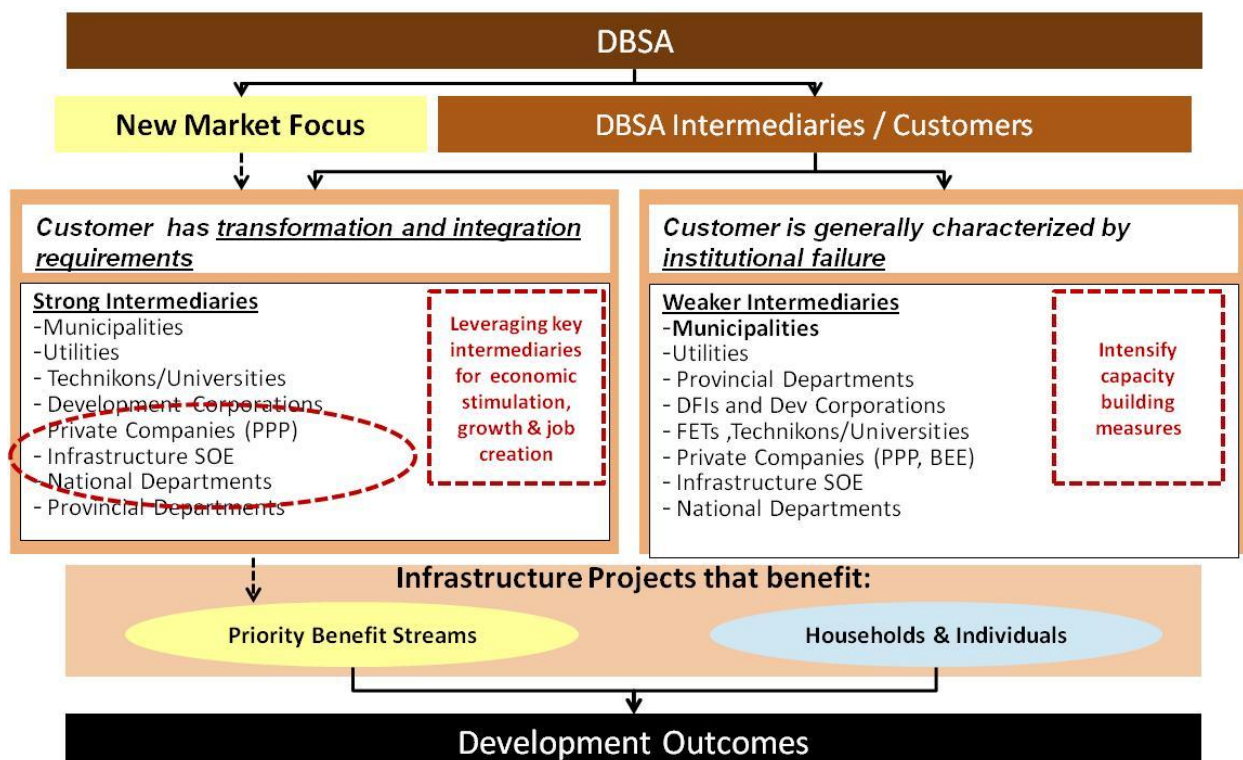 DBSA
New Market Focus
DBSA Intermediaries / Customers
Customer has transformation and integration
requirements
Strong Intermediaries
-Municipalities
-Utilities
- Technikons/Universities
- Development Corporations
- Private Companies (PPP)
- Infrastructure SOE
- National Departments
- Provincial Departments
Leveraging key
intermediaries
for economic
stimulation,
growth & job
creation
Customer is generally characterized by
institutional failure
Weaker Intermediaries
-Municipalities
-Utilities
- Provincial Departments
- DFIs and Dev Corporations
- FETs ,Technikons/Universities
- Private Companies (PPP, BEE)
- Infrastructure SOE
- National Departments
Intensify
capacity
building
measures
Infrastructure Projects that benefit:
Priority Benefit Streams
Households & Individuals
Development Outcomes